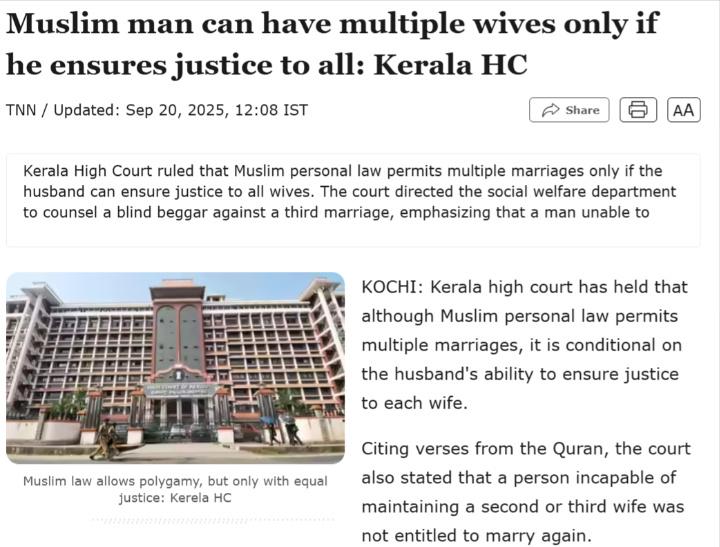 Muslim man can have multiple wives only if
he ensures justice to all: Kerala HC
TNN / Updated: Sep 20, 2025, 12:08 IST
Share
AA
Kerala High Court ruled that Muslim personal law permits multiple marriages only if the
husband can ensure justice to all wives. The court directed the social welfare department
to counsel a blind beggar against a third marriage, emphasizing that a man unable to
KOCHI: Kerala high court has held that
although Muslim personal law permits
multiple marriages, it is conditional on
the husband's ability to ensure justice
to each wife.
Citing verses from the Quran, the court
also stated that a person incapable of
maintaining a second or third wife was
not entitled to marry again.
Muslim law allows polygamy, but only with equal
justice: Kerela HC